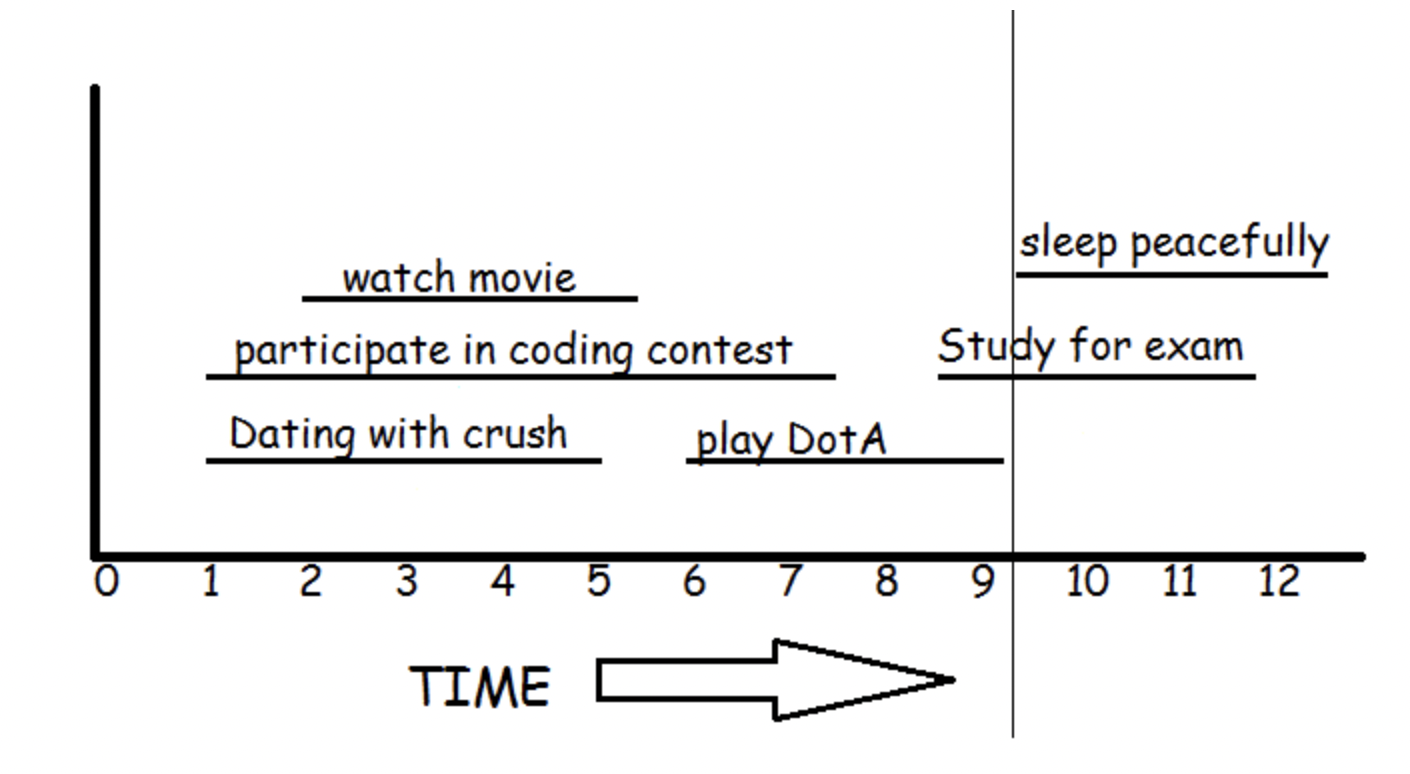 sleep peacefully
watch movie
participate in coding contest
Study for exam
Dating with crush
play DotA
0 1 2 3 4 5 6 7 8 9 10 11 12
TIME